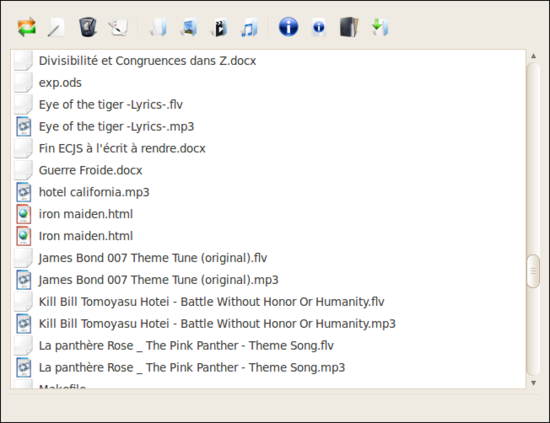 Divisibilité et Congruences dans Z.docx
exp.ods
Eye of the tiger -Lyrics-.flv
Eye of the tiger -Lyrics-.mp3
Fin ECJS à l'écrit à rendre.docx
Guerre Froide.docx
hotel california.mp3
iron maiden.html
Iron maiden.html
James Bond 007 Theme Tune (original).flv
James Bond 007 Theme Tune (original).mp3
Kill Bill Tomoyasu Hotei - Battle Without Honor Or Humanity.flv
Kill Bill Tomoyasu Hotei - Battle Without Honor Or Humanity.mp3
La panthère Rose _ The Pink Panther - Theme Song.flv
La panthère Rose _ The Pink Panther - Theme Song.mp3
Makefile